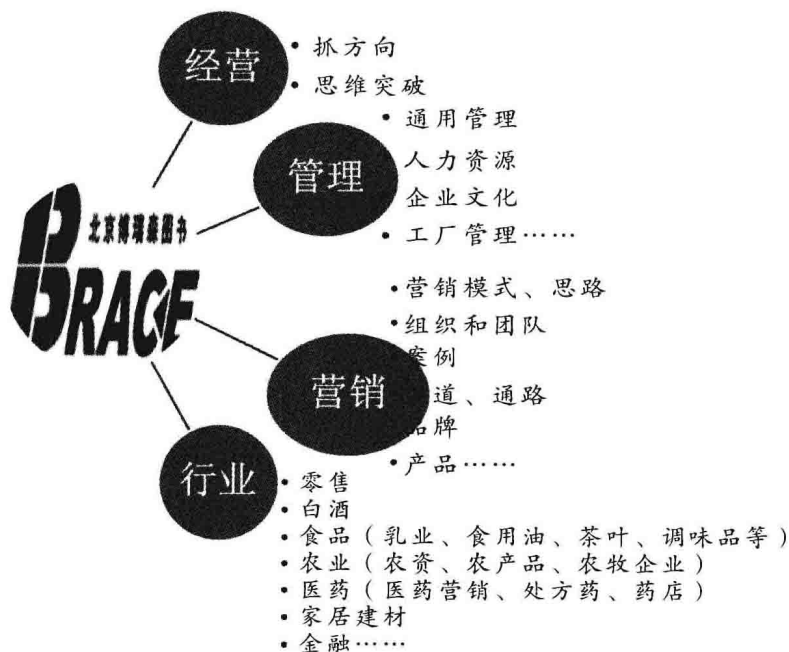 经营
• 抓方向
• 思维突破
管理
• 通用管理
人力资源
企业文化
• 工厂管理……
北京博瑞森图书
BRACE
营销
• 营销模式、思路
• 组织和团队
案例
道、通路
品牌
• 产品……
行业
• 零售
• 白酒
• 食品（乳业、食用油、茶叶、调味品等）
• 农业（农资、农产品、农牧企业）
• 医药（医药营销、处方药、药店）
• 家居建材
• 金融……